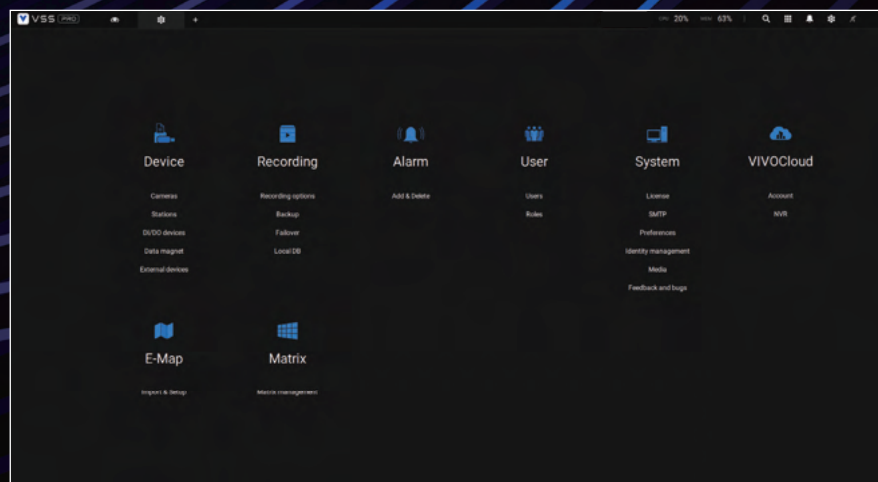 VSS PRO
CPU 20% MEM 63%
Device
Cameras
Stations
DI/DO devices
Data magnet
External devices
Recording
Recording options
Backup
Failover
Local DB
Alarm
Add & Delete
User
Users
Roles
System
License
SMTP
Preferences
Identity management
Media
Feedback and bugs
VIVOCloud
Account
NVR
E-Map
Import & Setup
Matrix
Matrix management